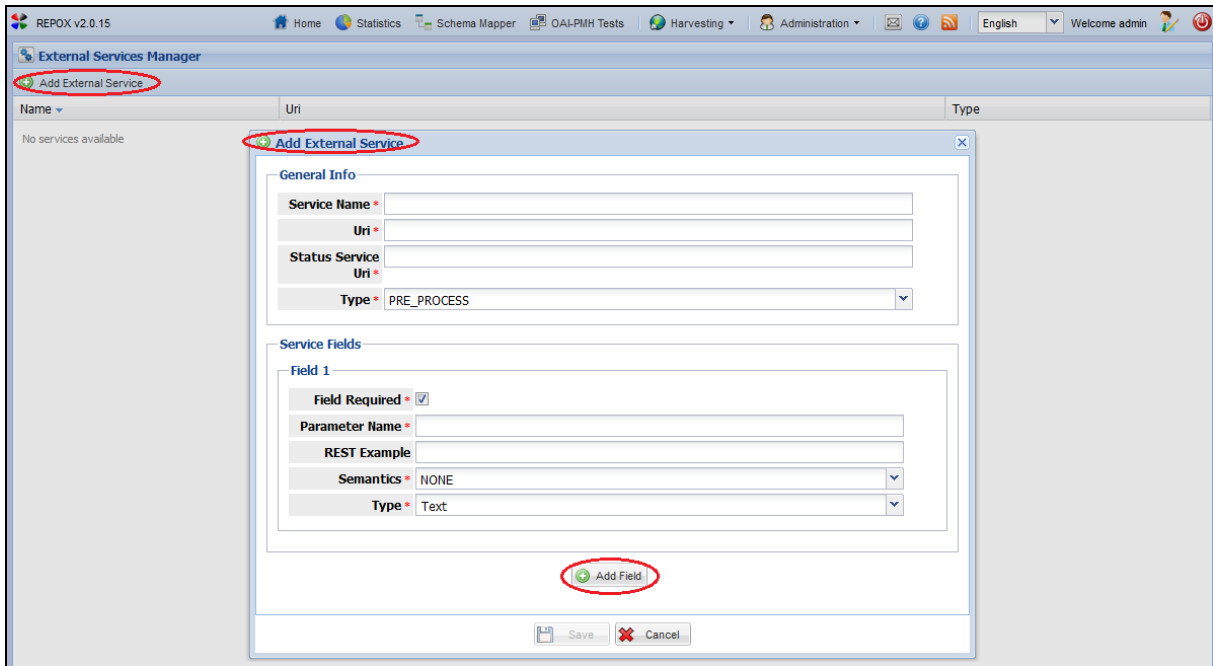 REPOX v2.0.15 Home Statistics Schema Mapper OAI-PMH Tests Harvesting Administration English Welcome admin
External Services Manager
Add External Service
Name Uri Type
No services available
Add External Service
General Info
Service Name *
Uri *
Status Service
Uri *
Type * PRE_PROCESS
Service Fields
Field 1
Field Required *
Parameter Name *
REST Example
Semantics * NONE
Type * Text
Add Field
Save Cancel